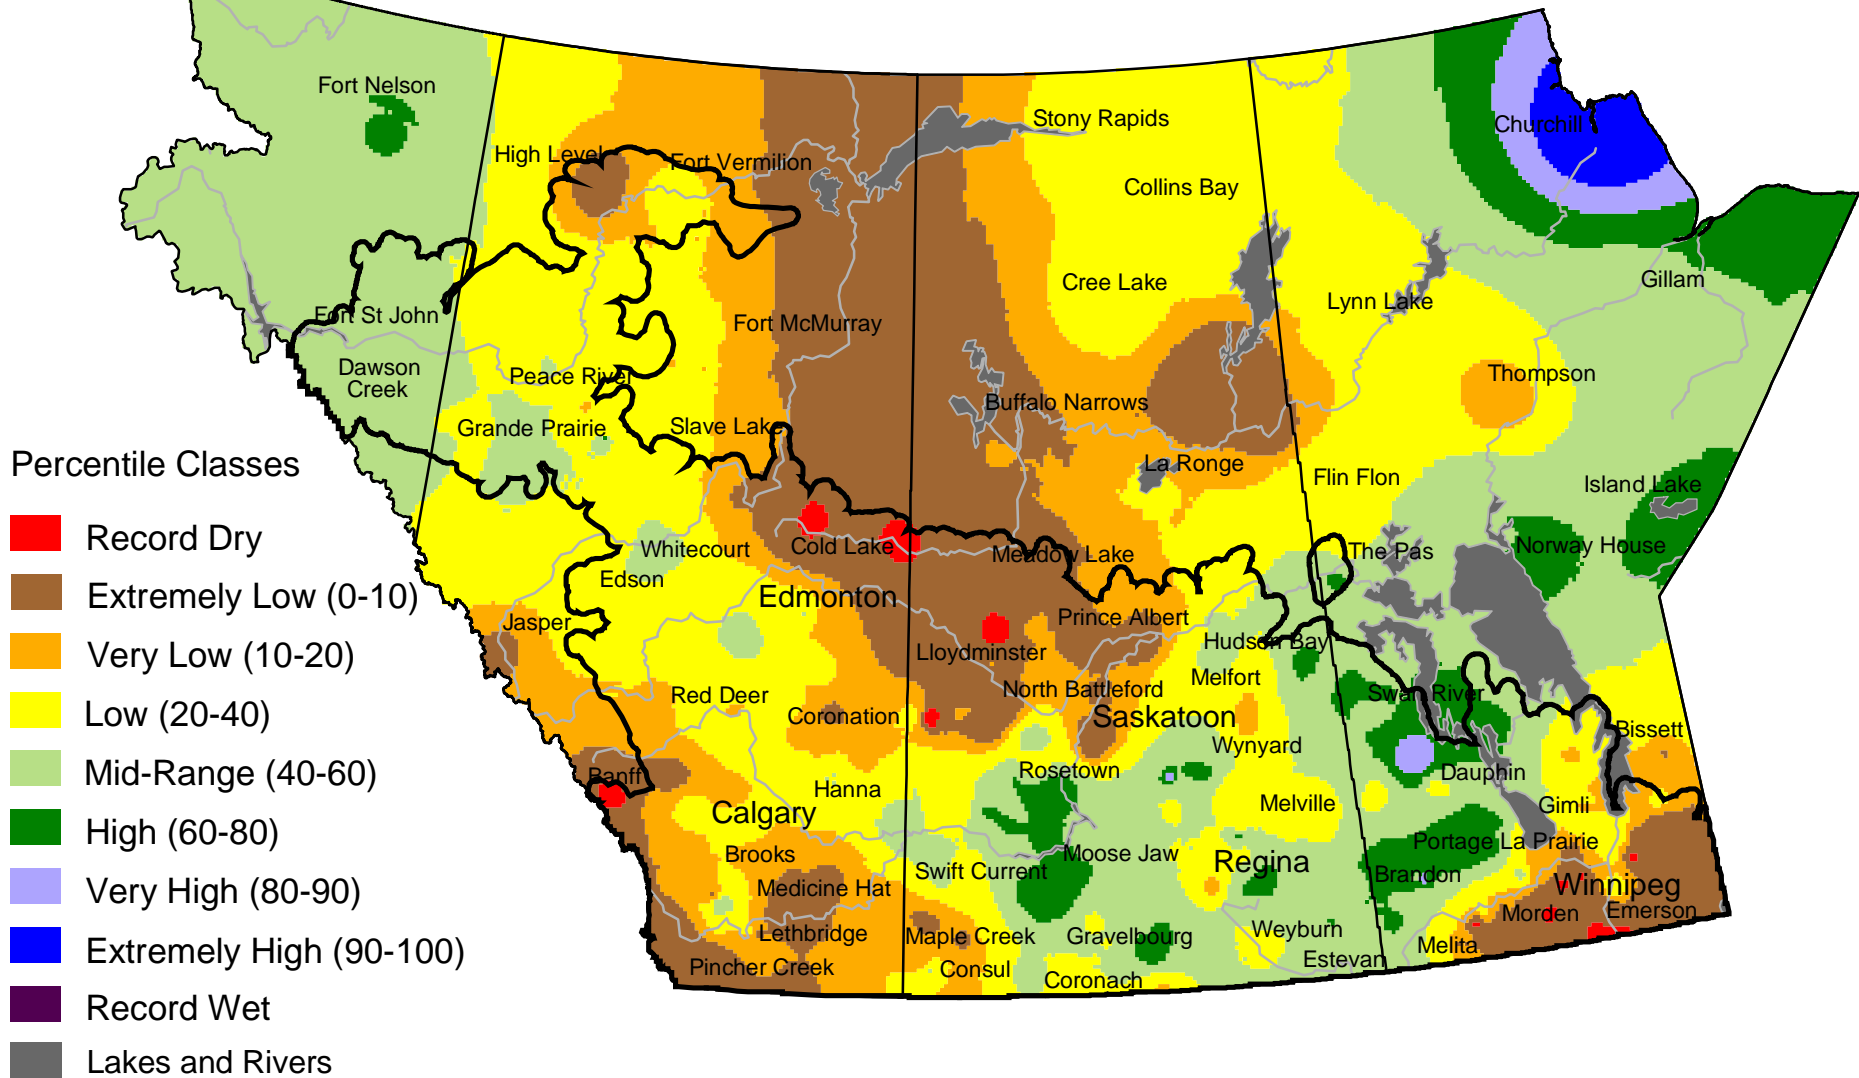 Fort Nelson
Churchill
Stony Rapids
High Level
Fort Vermilion
Collins Bay
Gillam
Cree Lake
Lynn Lake
Fort St John
Fort McMurray
Dawson
Creek
Peace River
Thompson
Buffalo Narrows
Grande Prairie
Slave Lake
La Ronge
Flin Flon
Island Lake
Whitecourt
Cold Lake
Meadow Lake
The Pas
Norway House
Edson
Edmonton
Jasper
Prince Albert
Hudson Bay
Lloydminster
Melfort
Red Deer
North Battleford
Swan River
Coronation
Saskatoon
Wynyard
Bissett
Banff
Rosetown
Dauphin
Hanna
Calgary
Melville
Gimli
Brooks
Moose Jaw
Regina
Portage La Prairie
Swift Current
Brandon
Medicine Hat
Winnipeg
Morden
Emerson
Lethbridge
Maple Creek
Gravelbourg
Weyburn
Melita
Pincher Creek
Consul
Coronach
Estevan
Percentile Classes
Record Dry
Extremely Low (0-10)
Very Low (10-20)
Low (20-40)
Mid-Range (40-60)
High (60-80)
Very High (80-90)
Extremely High (90-100)
Record Wet
Lakes and Rivers